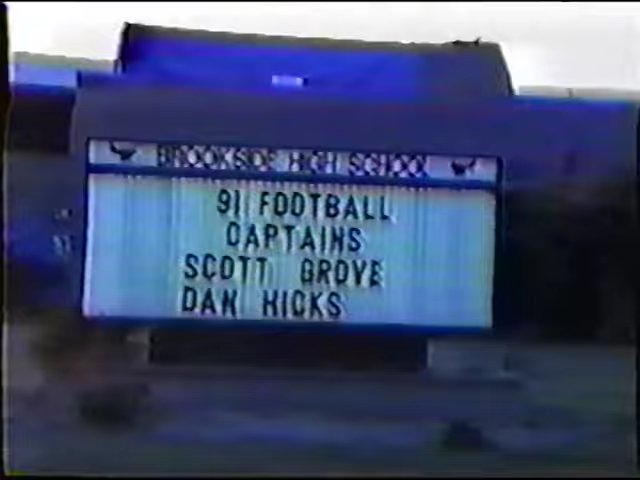 BROOKSIDE HIGH SCHOOL
91 FOOTBALL
CAPTAINS
SCOTT GROVE
DAN HICKS